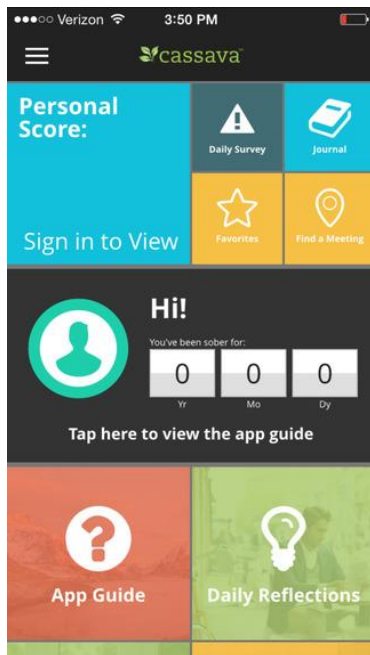 Verizon 3:50 PM
cassava
Personal
Score:
Sign in to View
Daily Survey
Journal
Favorites
Find a Meeting
Hi!
You've been sober for:
0 0 0
Yr Mo Dy
Tap here to view the app guide
App Guide
Daily Reflections